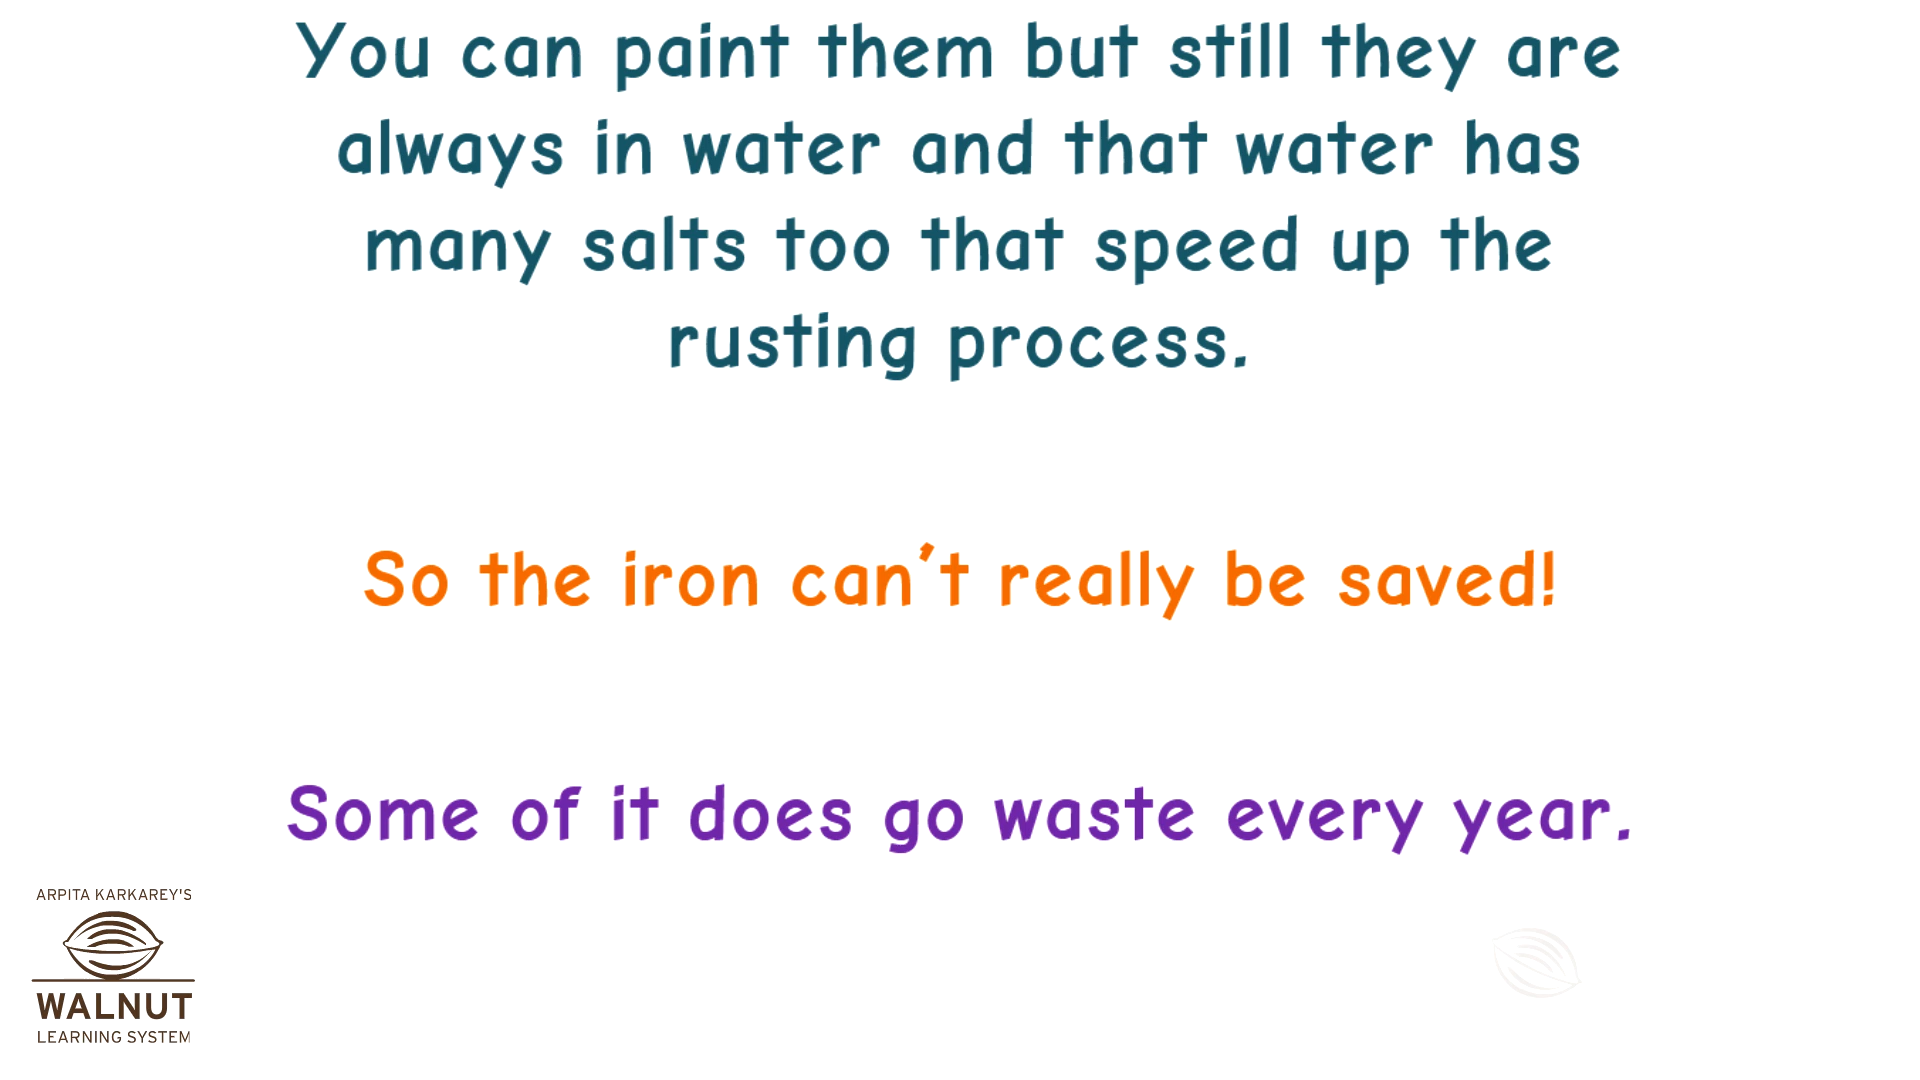 You can paint them but still they are
always in water and that water has
many salts too that speed up the
rusting process.
So the iron can't really be saved!
Some of it does go waste every year.
ARPITA KARKAREY'S
WALNUT
LEARNING SYSTEM